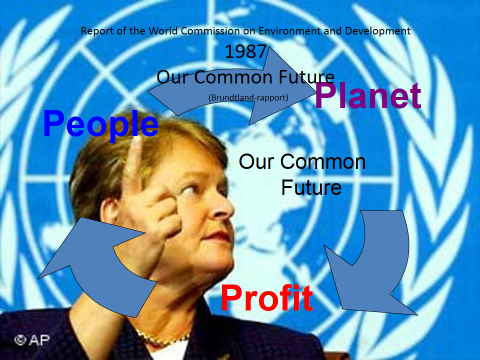 Report of the World Commission on Environment and Development
1987
Our Common Future
(Brundtland-rapport)
Planet
People
Our Common
Future
Profit
© AP